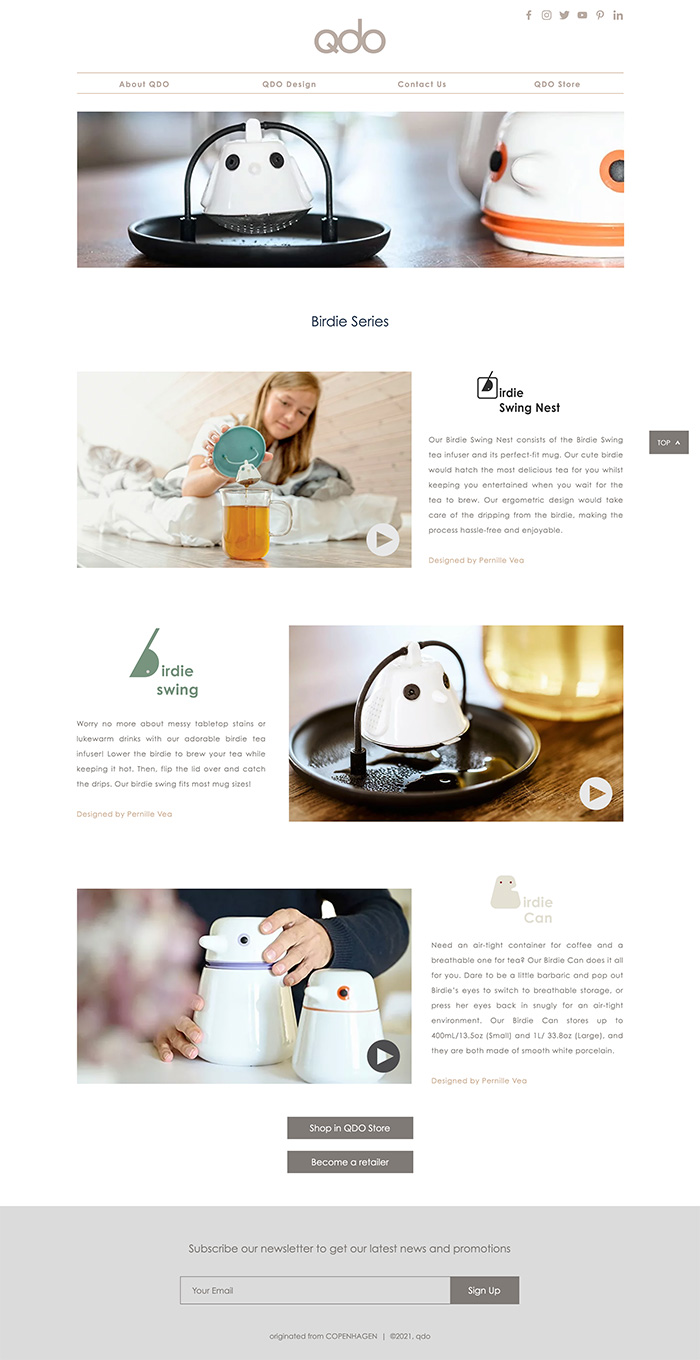 qdo
About QDO
QDO Design
Contact Us
QDO Store
Birdie Series
Birdie
Swing Nest
Our Birdie Swing Nest consists of the Birdie Swing
tea infuser and its perfect-fit mug. Our cute birdie
would hatch the most delicious tea for you whilst
keeping you entertained when you wait for the
tea to brew. Our ergometric design would take
care of the dripping from the birdie, making the
process hassle-free and enjoyable.
Designed by Pernille Vea
TOP
Birdie
swing
Worry no more about messy tabletop stains or
lukewarm drinks with our adorable birdie tea
infuser! Lower the birdie to brew your tea while
keeping it hot. Then, flip the lid over and catch
the drips. Our birdie swing fits most mug sizes!
Designed by Pernille Vea
Birdie
Can
Need an air-tight container for coffee and a
breathable one for tea? Our Birdie Can does it all
for you. Dare to be a little barbaric and pop out
Birdie's eyes to switch to breathable storage, or
press her eyes back in snugly for an air-tight
environment. Our Birdie Can stores up to
400mL/13.5oz (Small) and 1L/ 33.8oz (Large), and
they are both made of smooth white porcelain.
Designed by Pernille Vea
Shop in QDO Store
Become a retailer
Subscribe our newsletter to get our latest news and promotions
Your Email
Sign Up
originated from COPENHAGEN | ©2021, qdo